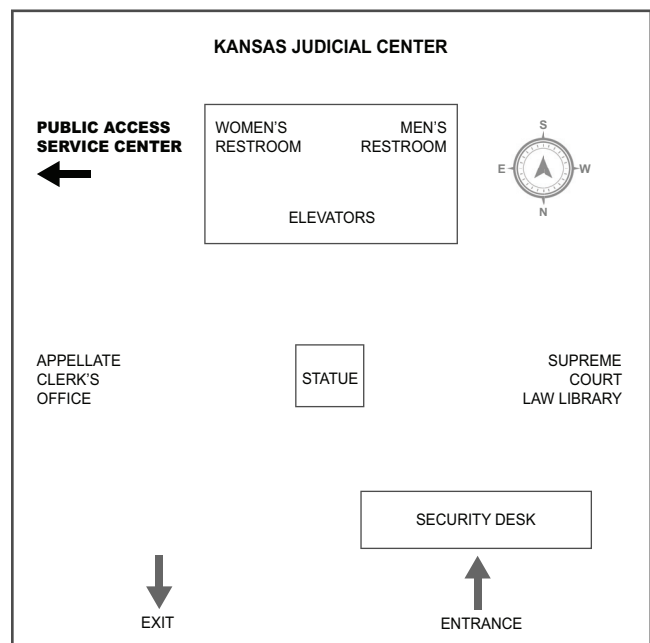 KANSAS JUDICIAL CENTER
PUBLIC ACCESS
SERVICE CENTER
WOMEN'S
RESTROOM
MEN'S
RESTROOM
ELEVATORS
S
E
W
N
APPELLATE
CLERK'S
OFFICE
STATUE
SUPREME
COURT
LAW LIBRARY
SECURITY DESK
EXIT
ENTRANCE